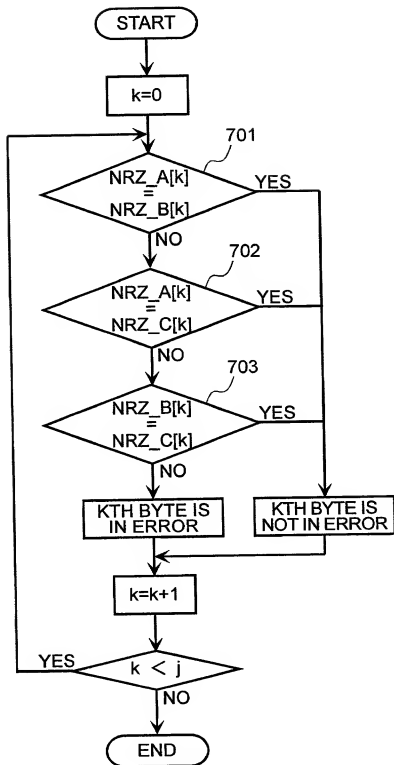 START
k=0
701
NRZ_A[k]
=
NRZ_B[k]
YES
NO
702
NRZ_A[k]
=
NRZ_C[k]
YES
NO
703
NRZ_B[k]
=
NRZ_C[k]
YES
NO
KTH BYTE IS
IN ERROR
KTH BYTE IS
NOT IN ERROR
k=k+1
YES
k < j
NO
END